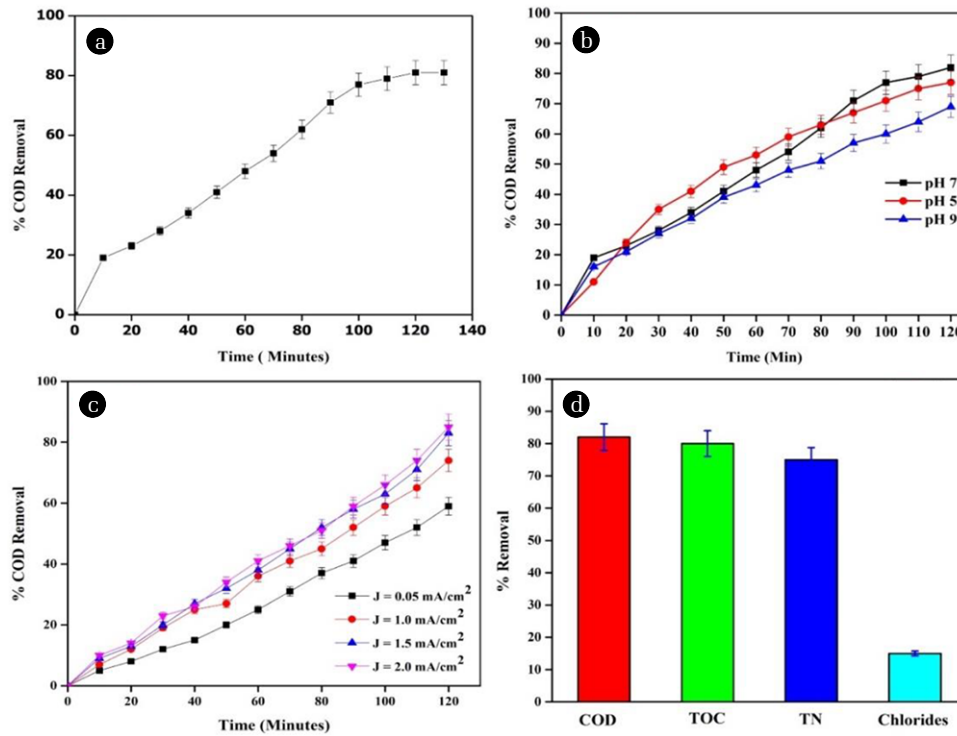 a
% COD Removal
100
80
60
40
20
0
0 20 40 60 80 100 120 140
Time ( Minutes)
b
% COD Removal
100
90
80
70
60
50
40
30
20
10
0
pH 7
pH 5
pH 9
0 10 20 30 40 50 60 70 80 90 100 110 120
Time (Min)
c
% COD Removal
100
80
60
40
20
0
J = 0.05 mA/cm²
J = 1.0 mA/cm²
J = 1.5 mA/cm²
J = 2.0 mA/cm²
0 20 40 60 80 100 120
Time (Minutes)
d
% Removal
100
90
80
70
60
50
40
30
20
10
0
COD TOC TN Chlorides